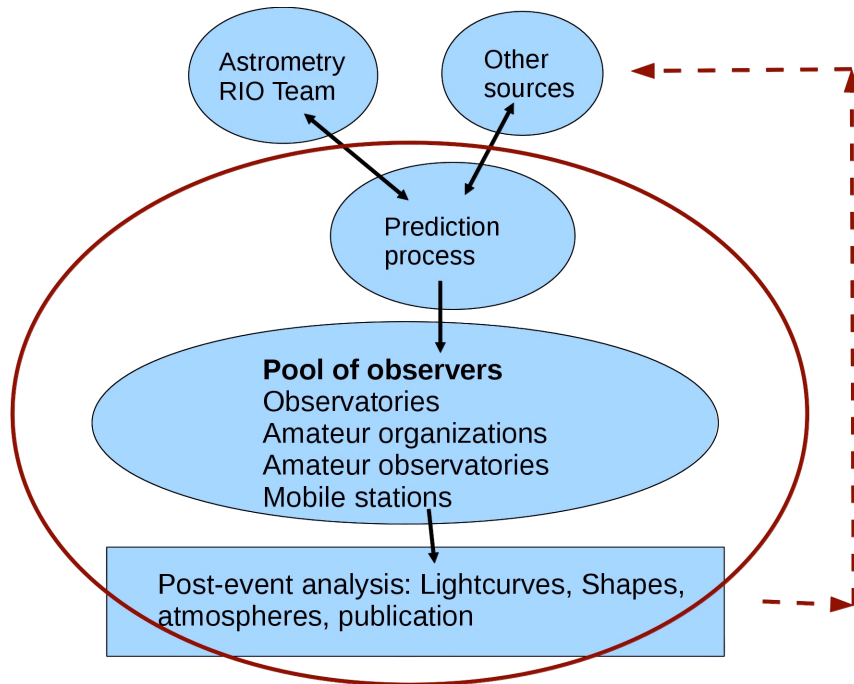 Astrometry
RIO Team
Other
sources
Prediction
process
Pool of observers
Observatories
Amateur organizations
Amateur observatories
Mobile stations
Post-event analysis: Lightcurves, Shapes,
atmospheres, publication